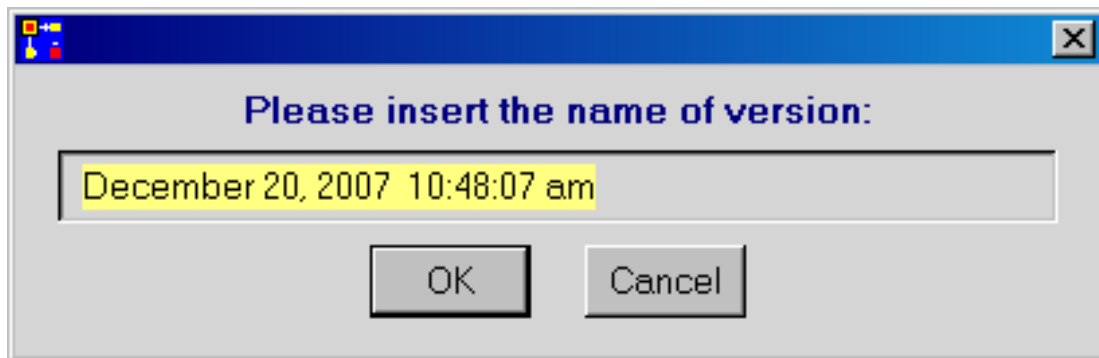 Please insert the name of version:
December 20, 2007  10:48:07 am
OK Cancel